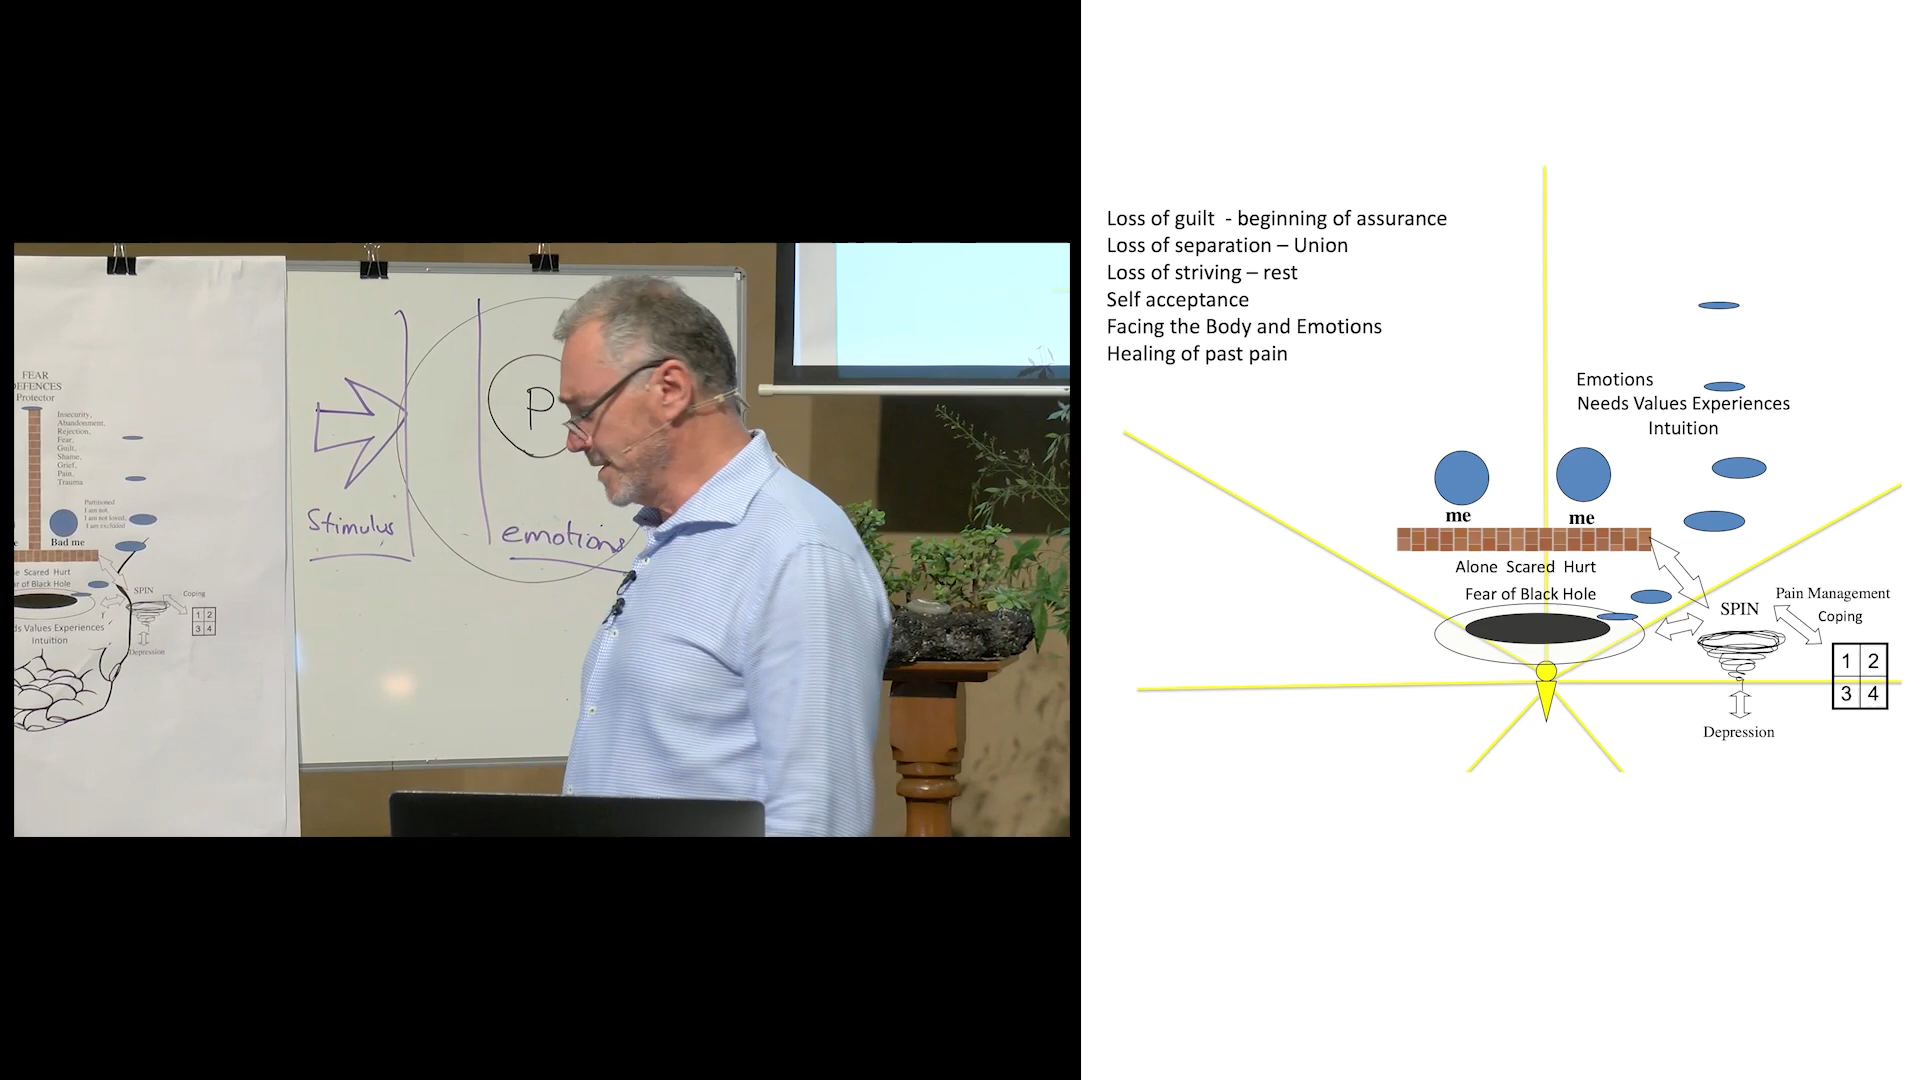 FEAR
DEFENCES
Protector
Insecurity,
Abandonment,
Rejection,
Fear,
Guilt,
Shame,
Grief,
Pain,
Trauma
Partitioned
I am not,
I am not loved,
I am excluded
Bad me
Scared Hurt
of Black Hole
SPIN
Coping
1 2
3 4
Values Experiences
Intuition
Depression
Stimulus
P
emotions
Loss of guilt - beginning of assurance
Loss of separation – Union
Loss of striving – rest
Self acceptance
Facing the Body and Emotions
Healing of past pain
Emotions
Needs Values Experiences
Intuition
me
me
Alone Scared Hurt
Fear of Black Hole
SPIN
Pain Management
Coping
1 2
3 4
Depression